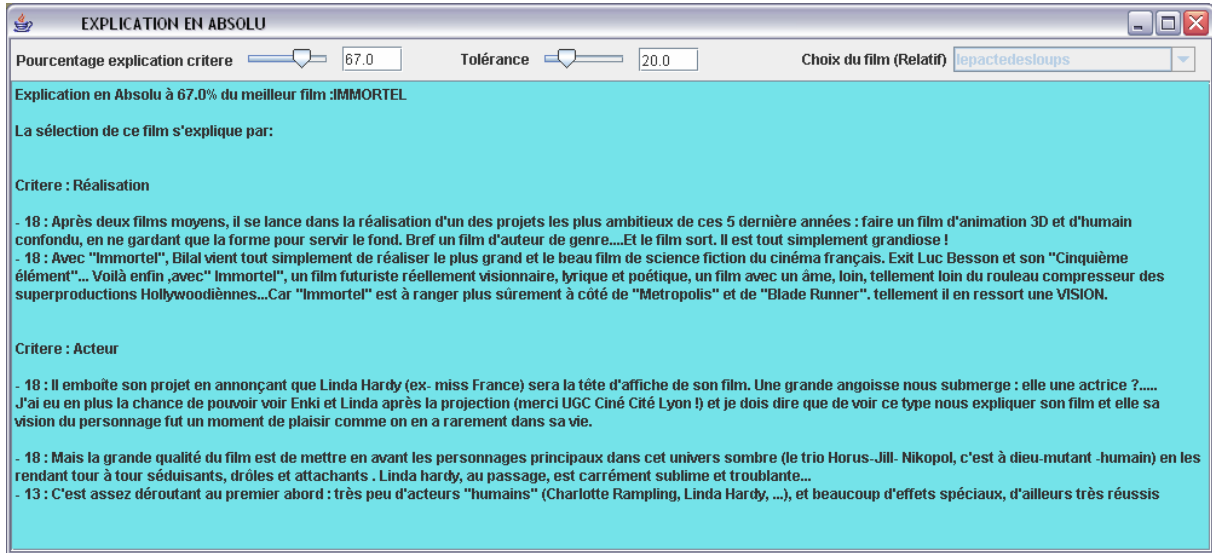 EXPLICATION EN ABSOLU
Pourcentage explication critere 67.0 Tolérance 20.0 Choix du film (Relatif) lepactedesloups
Explication en Absolu à 67.0% du meilleur film :IMMORTEL
La sélection de ce film s'explique par:
Critere : Réalisation
- 18 : Après deux films moyens, il se lance dans la réalisation d'un des projets les plus ambitieux de ces 5 dernière années : faire un film d'animation 3D et d'humain
confondu, en ne gardant que la forme pour servir le fond. Bref un film d'auteur de genre....Et le film sort. Il est tout simplement grandiose !
- 18 : Avec "Immortel", Bilal vient tout simplement de réaliser le plus grand et le beau film de science fiction du cinéma français. Exit Luc Besson et son "Cinquième
élément"... Voilà enfin ,avec" Immortel", un film futuriste réellement visionnaire, lyrique et poétique, un film avec un âme, loin, tellement loin du rouleau compresseur des
superproductions Hollywoodiènnes...Car "Immortel" est à ranger plus sûrement à côté de "Metropolis" et de "Blade Runner". tellement il en ressort une VISION.
Critere : Acteur
- 18 : Il emboîte son projet en annonçant que Linda Hardy (ex- miss France) sera la tête d'affiche de son film. Une grande angoisse nous submerge : elle une actrice ?.....
J'ai eu en plus la chance de pouvoir voir Enki et Linda après la projection (merci UGC Ciné Cité Lyon !) et je dois dire que de voir ce type nous expliquer son film et elle sa
vision du personnage fut un moment de plaisir comme on en a rarement dans sa vie.
- 18 : Mais la grande qualité du film est de mettre en avant les personnages principaux dans cet univers sombre (le trio Horus-Jill- Nikopol, c'est à dieu-mutant -humain) en les
rendant tour à tour séduisants, drôles et attachants . Linda hardy, au passage, est carrément sublime et troublante...
- 13 : C'est assez déroutant au premier abord : très peu d'acteurs "humains" (Charlotte Rampling, Linda Hardy, ...), et beaucoup d'effets spéciaux, d'ailleurs très réussis